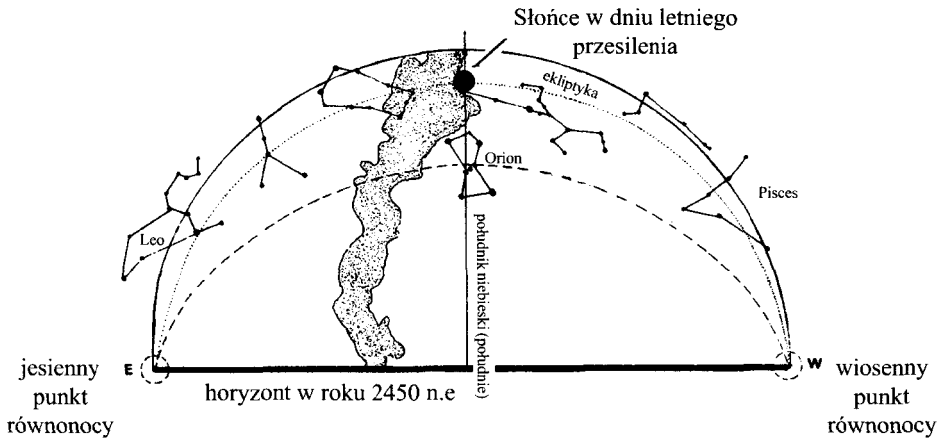 Słońce w dniu letniego
przesilenia
ekliptyka
Orion
Pisces
Leo
południk niebieski (południe)
jesienny
punkt
równonocy
E
horyzont w roku 2450 n.e
W
wiosenny
punkt
równonocy